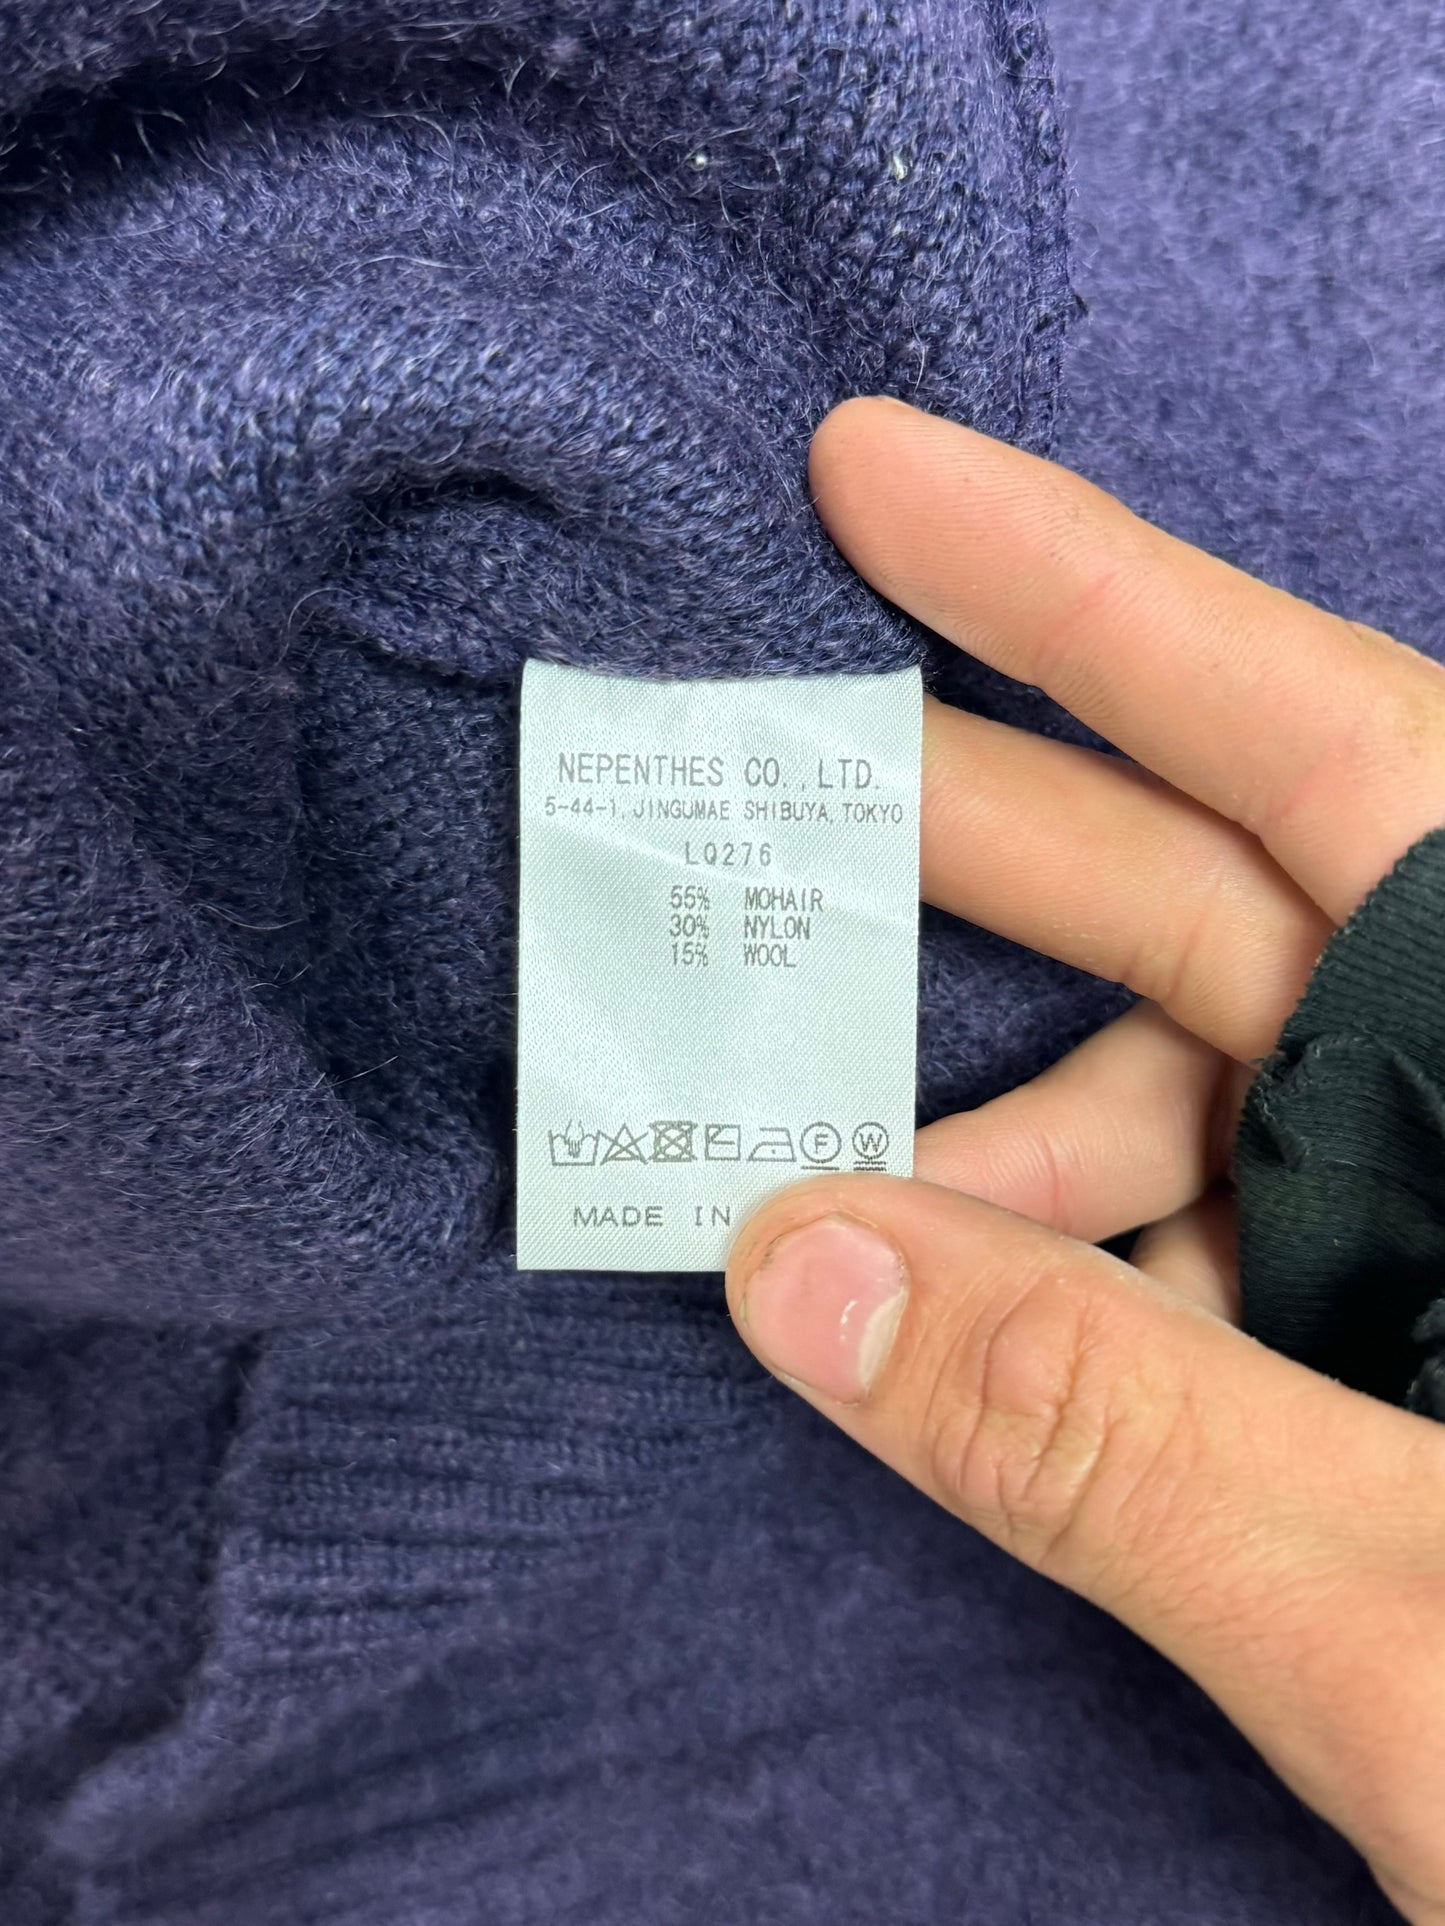 NEPENTHES CO.,LTD.
5-44-1, JINGUMAE SHIBUYA, TOKYO
LQ276
55% MOHAIR
30% NYLON
15% WOOL
F W
MADE IN